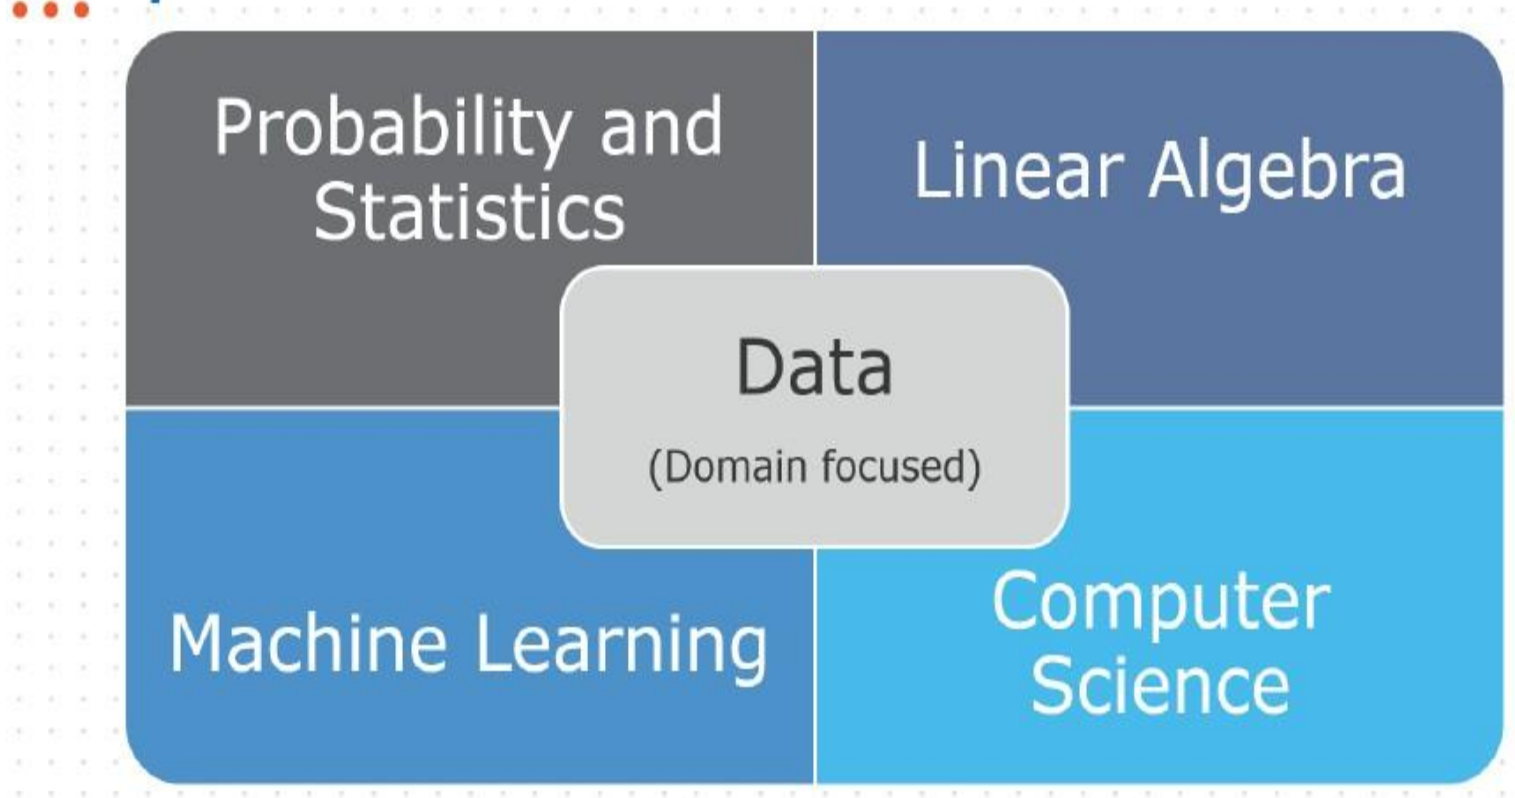 Probability and
Statistics
Linear Algebra
Data
(Domain focused)
Machine Learning
Computer
Science